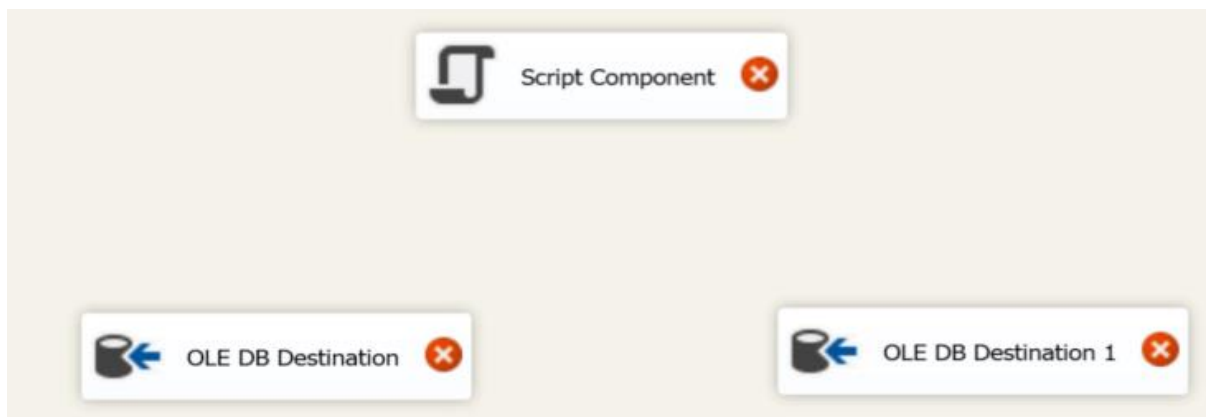 Script Component
OLE DB Destination
OLE DB Destination 1